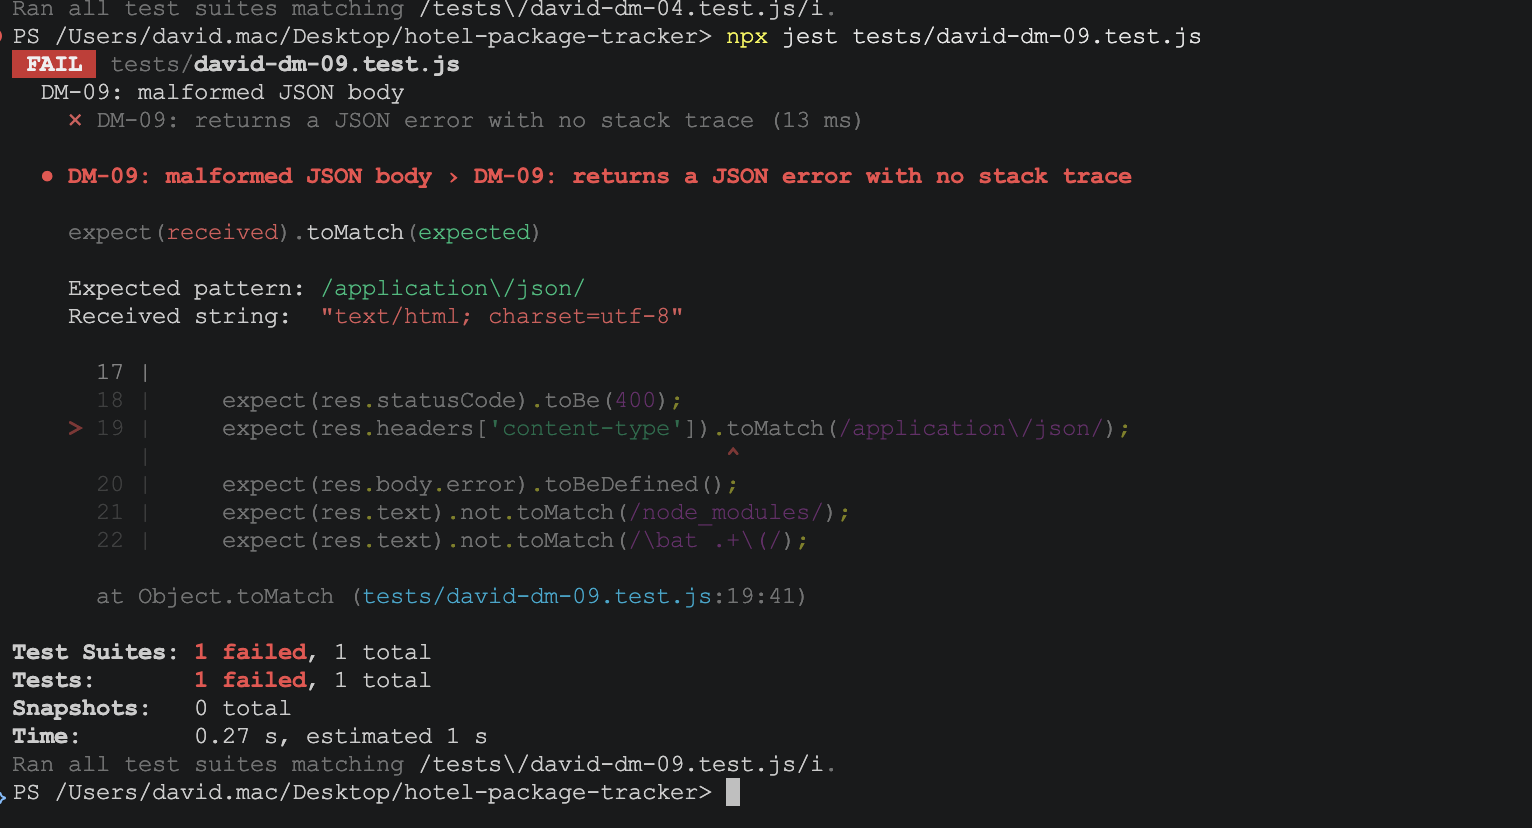 Ran all test suites matching /tests\/david-dm-04.test.js/i.
PS /Users/david.mac/Desktop/hotel-package-tracker> npx jest tests/david-dm-09.test.js
FAIL tests/david-dm-09.test.js
DM-09: malformed JSON body
× DM-09: returns a JSON error with no stack trace (13 ms)
● DM-09: malformed JSON body › DM-09: returns a JSON error with no stack trace
expect(received).toMatch(expected)
Expected pattern: /application\/json/
Received string:  "text/html; charset=utf-8"
17 |
18 |     expect(res.statusCode).toBe(400);
> 19 |     expect(res.headers['content-type']).toMatch(/application\/json/);
|                                         ^
20 |     expect(res.body.error).toBeDefined();
21 |     expect(res.text).not.toMatch(/node_modules/);
22 |     expect(res.text).not.toMatch(/\bat .+\(/);
at Object.toMatch (tests/david-dm-09.test.js:19:41)
Test Suites: 1 failed, 1 total
Tests:       1 failed, 1 total
Snapshots:   0 total
Time:        0.27 s, estimated 1 s
Ran all test suites matching /tests\/david-dm-09.test.js/i.
PS /Users/david.mac/Desktop/hotel-package-tracker>